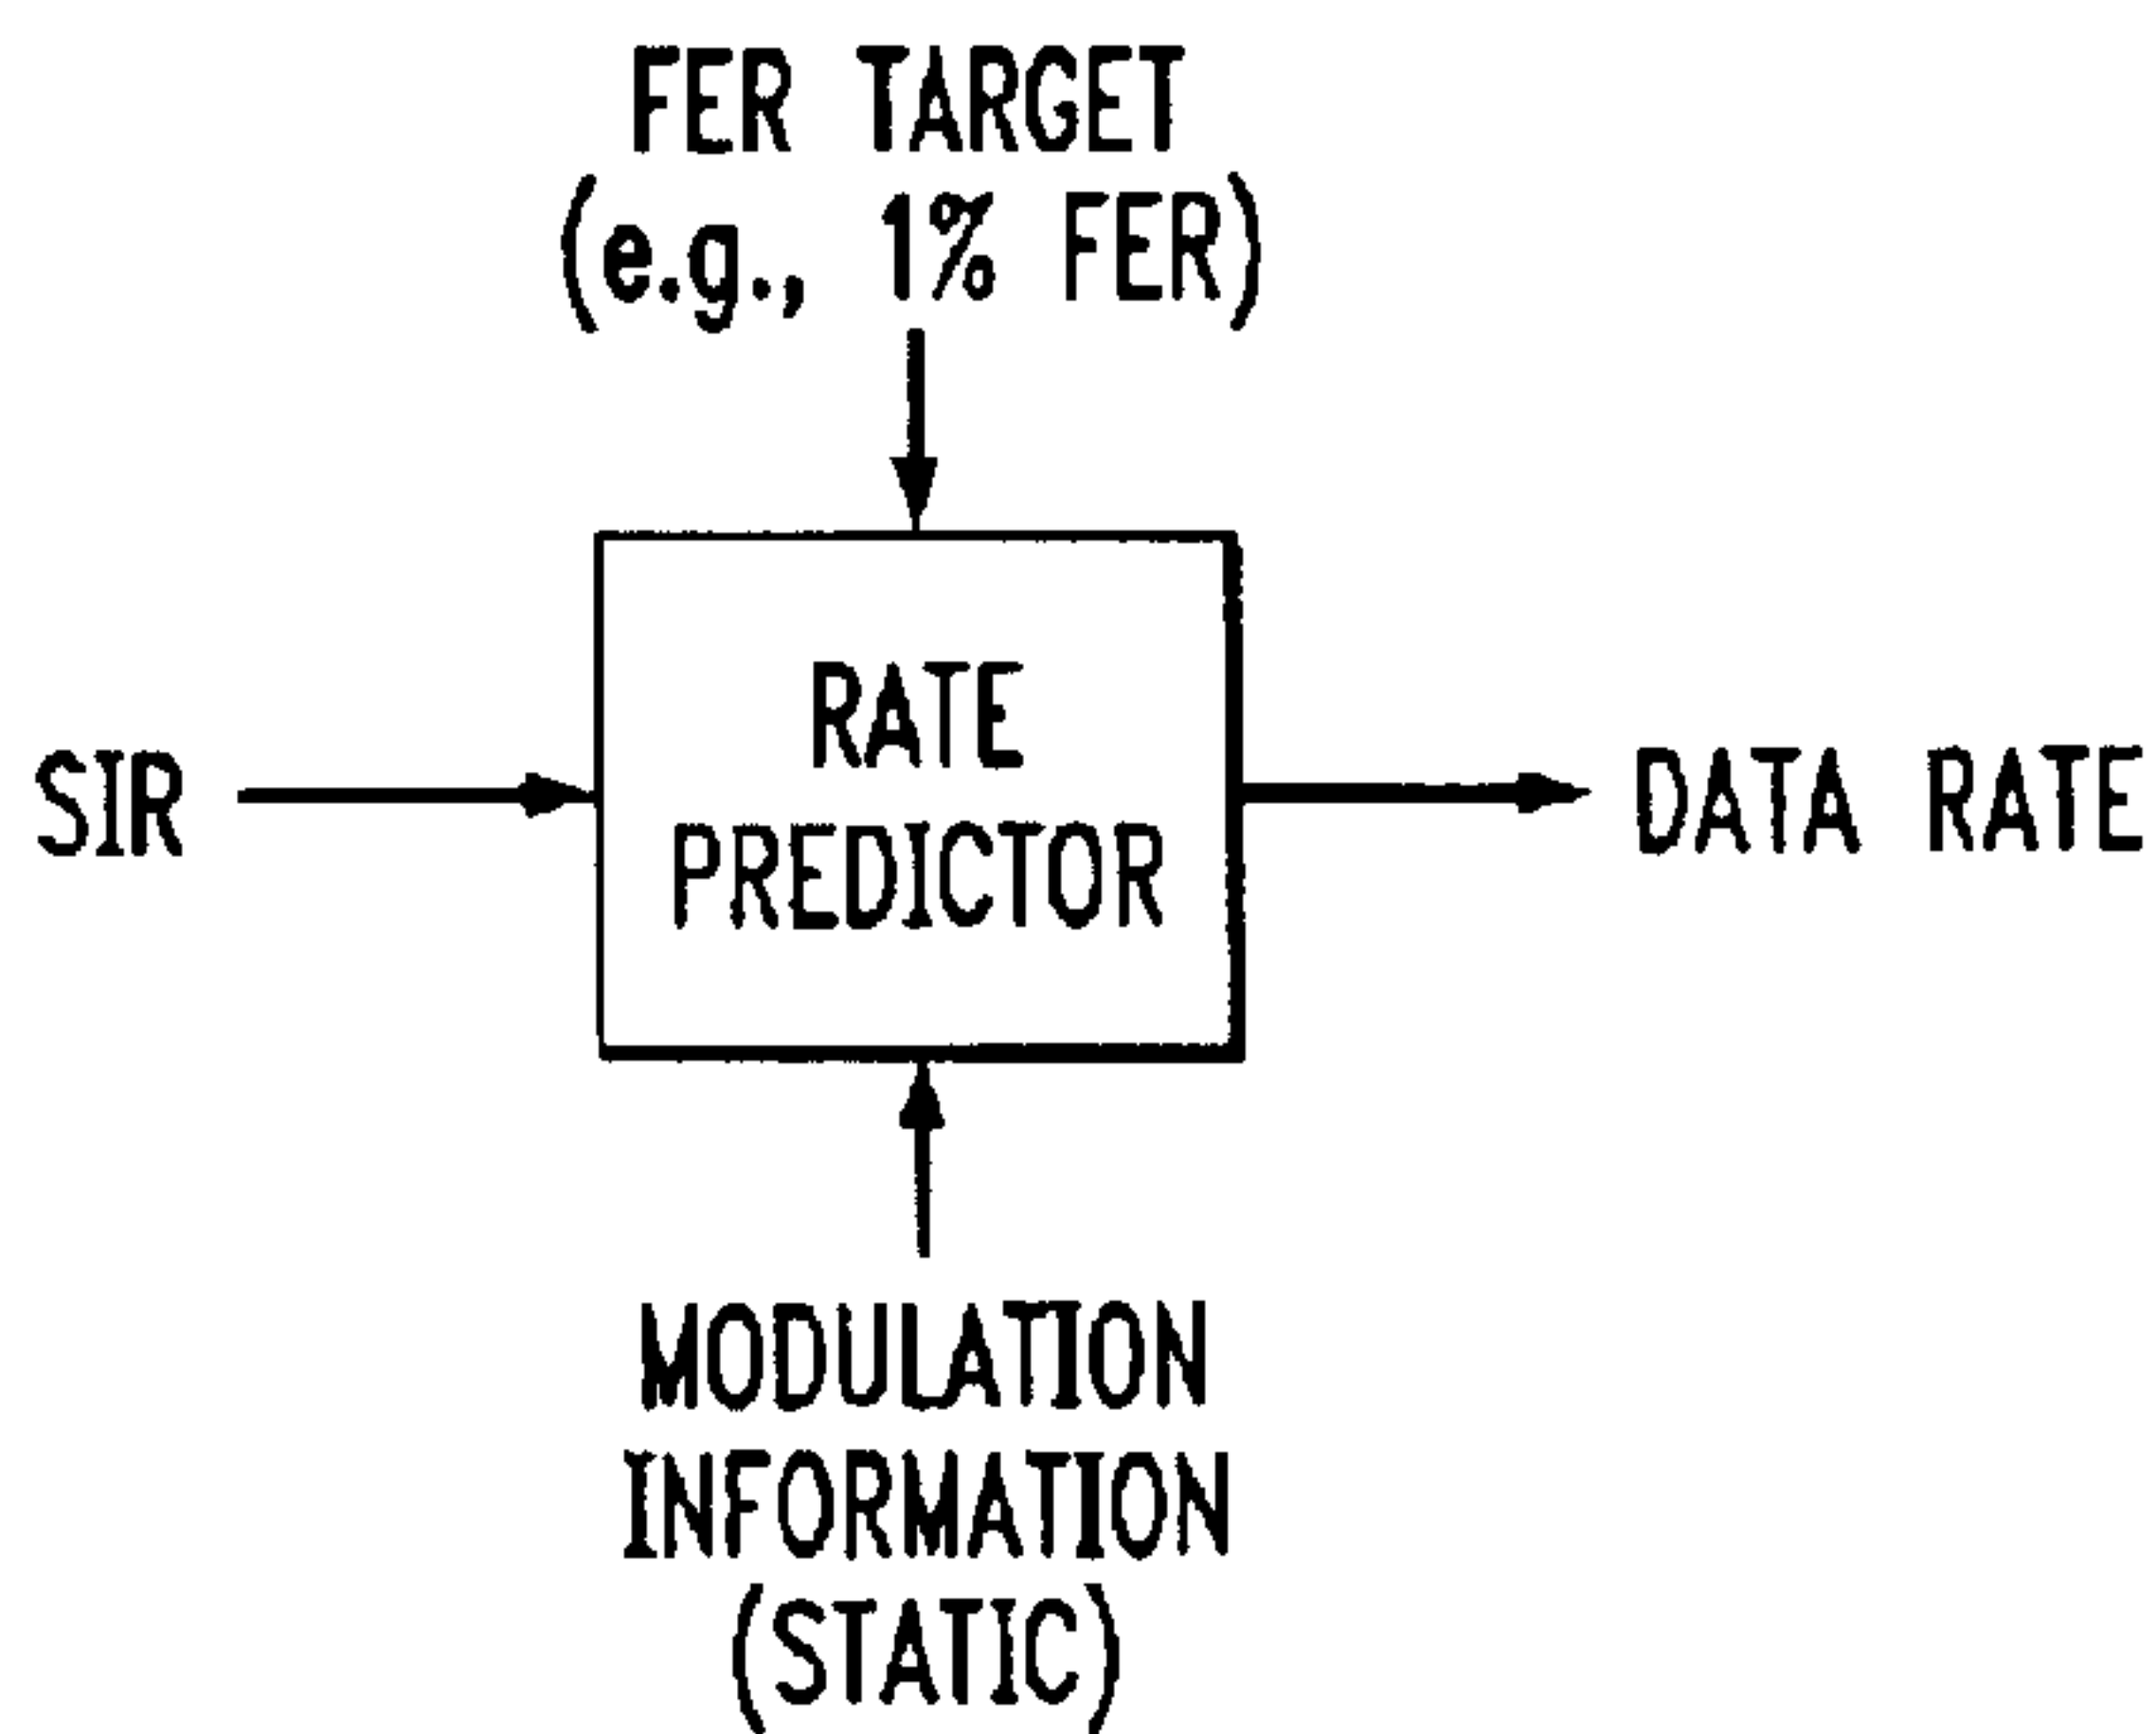 FER TARGET
(e.g., 1% FER)
RATE
PREDICTOR
SIR
DATA RATE
MODULATION
INFORMATION
(STATIC)